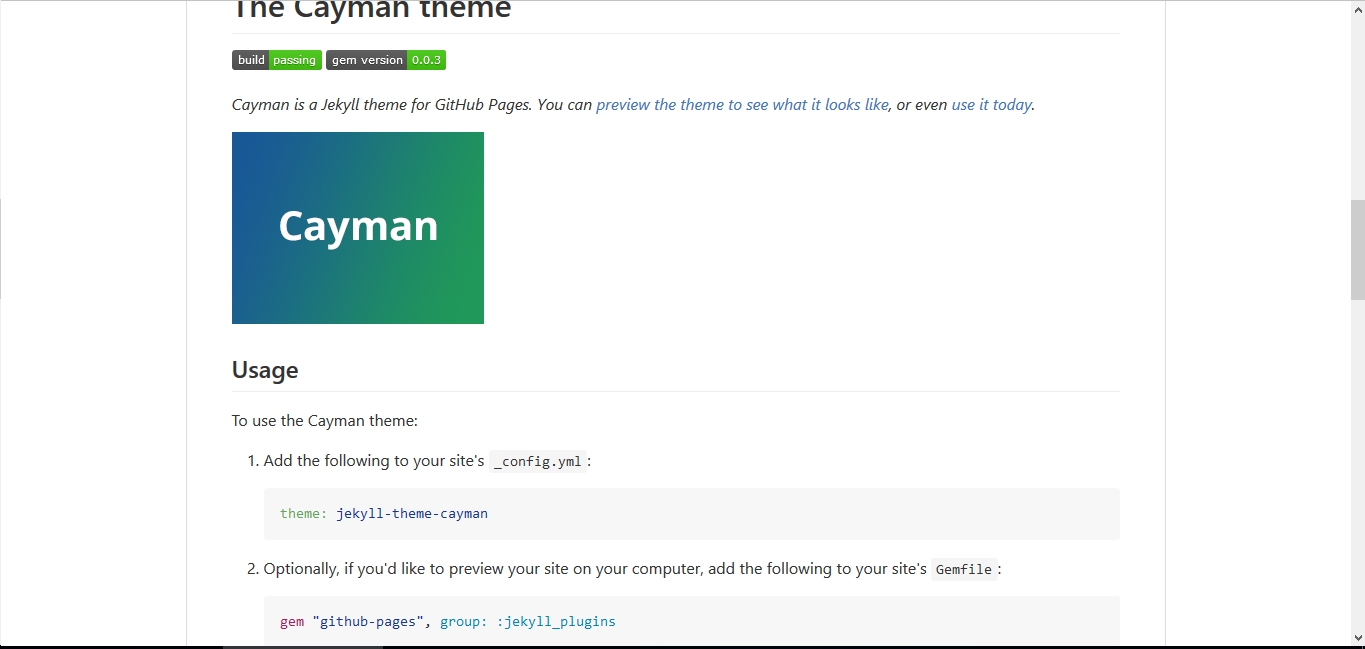 The Cayman theme
build passing gem version 0.0.3
Cayman is a Jekyll theme for GitHub Pages. You can preview the theme to see what it looks like, or even use it today.
Cayman
Usage
To use the Cayman theme:
1. Add the following to your site's _config.yml:
theme: jekyll-theme-cayman
2. Optionally, if you'd like to preview your site on your computer, add the following to your site's Gemfile:
gem "github-pages", group: :jekyll_plugins